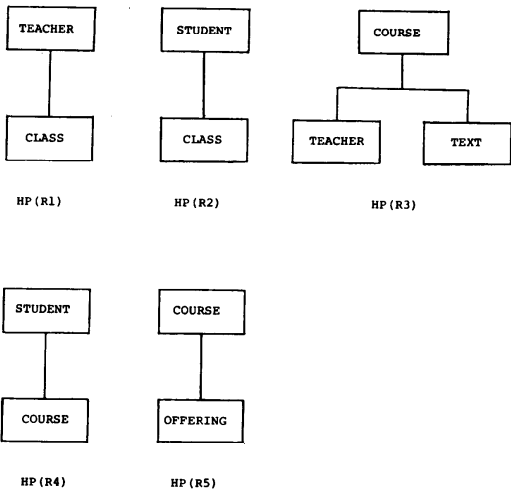 TEACHER
STUDENT
COURSE
CLASS
CLASS
TEACHER
TEXT
HP(R1)
HP(R2)
HP(R3)
STUDENT
COURSE
COURSE
OFFERING
HP(R4)
HP(R5)